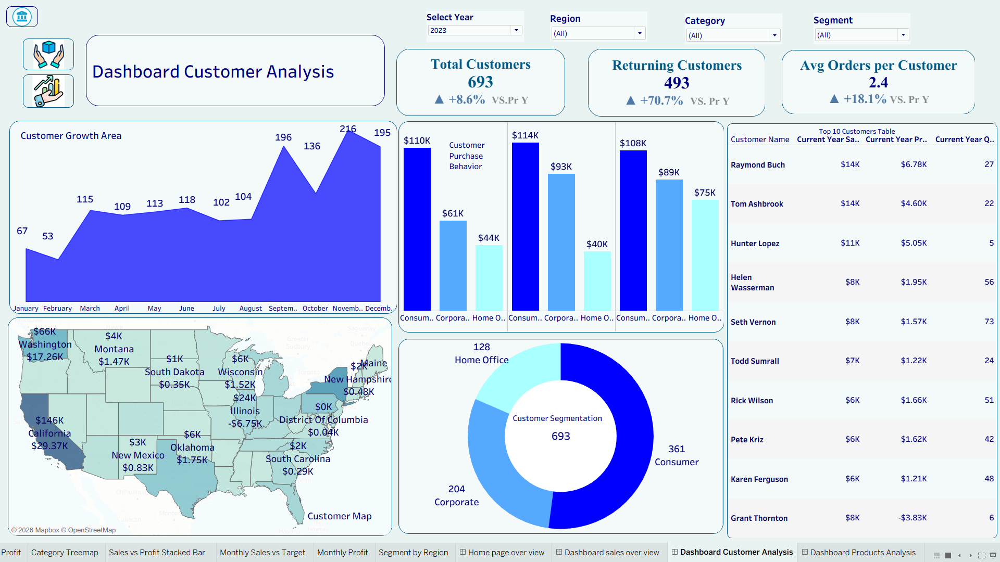 Select Year
2023
Region
(All)
Category
(All)
Segment
(All)
Dashboard Customer Analysis
Total Customers
693
▲ +8.6% VS.Pr Y
Returning Customers
493
▲ +70.7% VS. Pr Y
Avg Orders per Customer
2.4
▲ +18.1% VS. Pr Y
Customer Growth Area
67
53
115
109
113
118
102
104
196
136
216
195
January February March April May June July August Septem.. October Novemb.. Decemb..
Customer
Purchase
Behavior
$110K
$61K
$44K
$114K
$93K
$40K
$108K
$89K
$75K
Consum.. Corpora.. Home O.. Consum.. Corpora.. Home O.. Consum.. Corpora.. Home O..
Top 10 Customers Table
Customer Name Current Year Sa.. Current Year Pr.. Current Year Q..
Raymond Buch $14K $6.78K 27
Tom Ashbrook $14K $4.60K 22
Hunter Lopez $11K $5.05K 5
Helen
Wasserman $8K $1.95K 56
Seth Vernon $8K $1.57K 73
Todd Sumrall $7K $1.22K 24
Rick Wilson $6K $1.66K 51
Pete Kriz $6K $1.62K 42
Karen Ferguson $6K $1.21K 48
Grant Thornton $8K -$3.83K 6
$66K
Washington
$17.26K
$4K
Montana
$1.47K
$1K
South Dakota
$0.35K
$6K
Wisconsin
$1.52K
Maine
$2K
New Hampshire
$0.48K
$24K
Illinois
-$6.75K
$0K
District Of Columbia
$0.04K
$146K
California
$29.37K
$3K
New Mexico
$0.83K
$6K
Oklahoma
$1.75K
$2K
South Carolina
$0.29K
Customer Map
© 2026 Mapbox © OpenStreetMap
128
Home Office
Customer Segmentation
693
361
Consumer
204
Corporate
Profit
Category Treemap
Sales vs Profit Stacked Bar
Monthly Sales vs Target
Monthly Profit
Segment by Region
Home page over view
Dashboard sales over view
Dashboard Customer Analysis
Dashboard Products Analysis